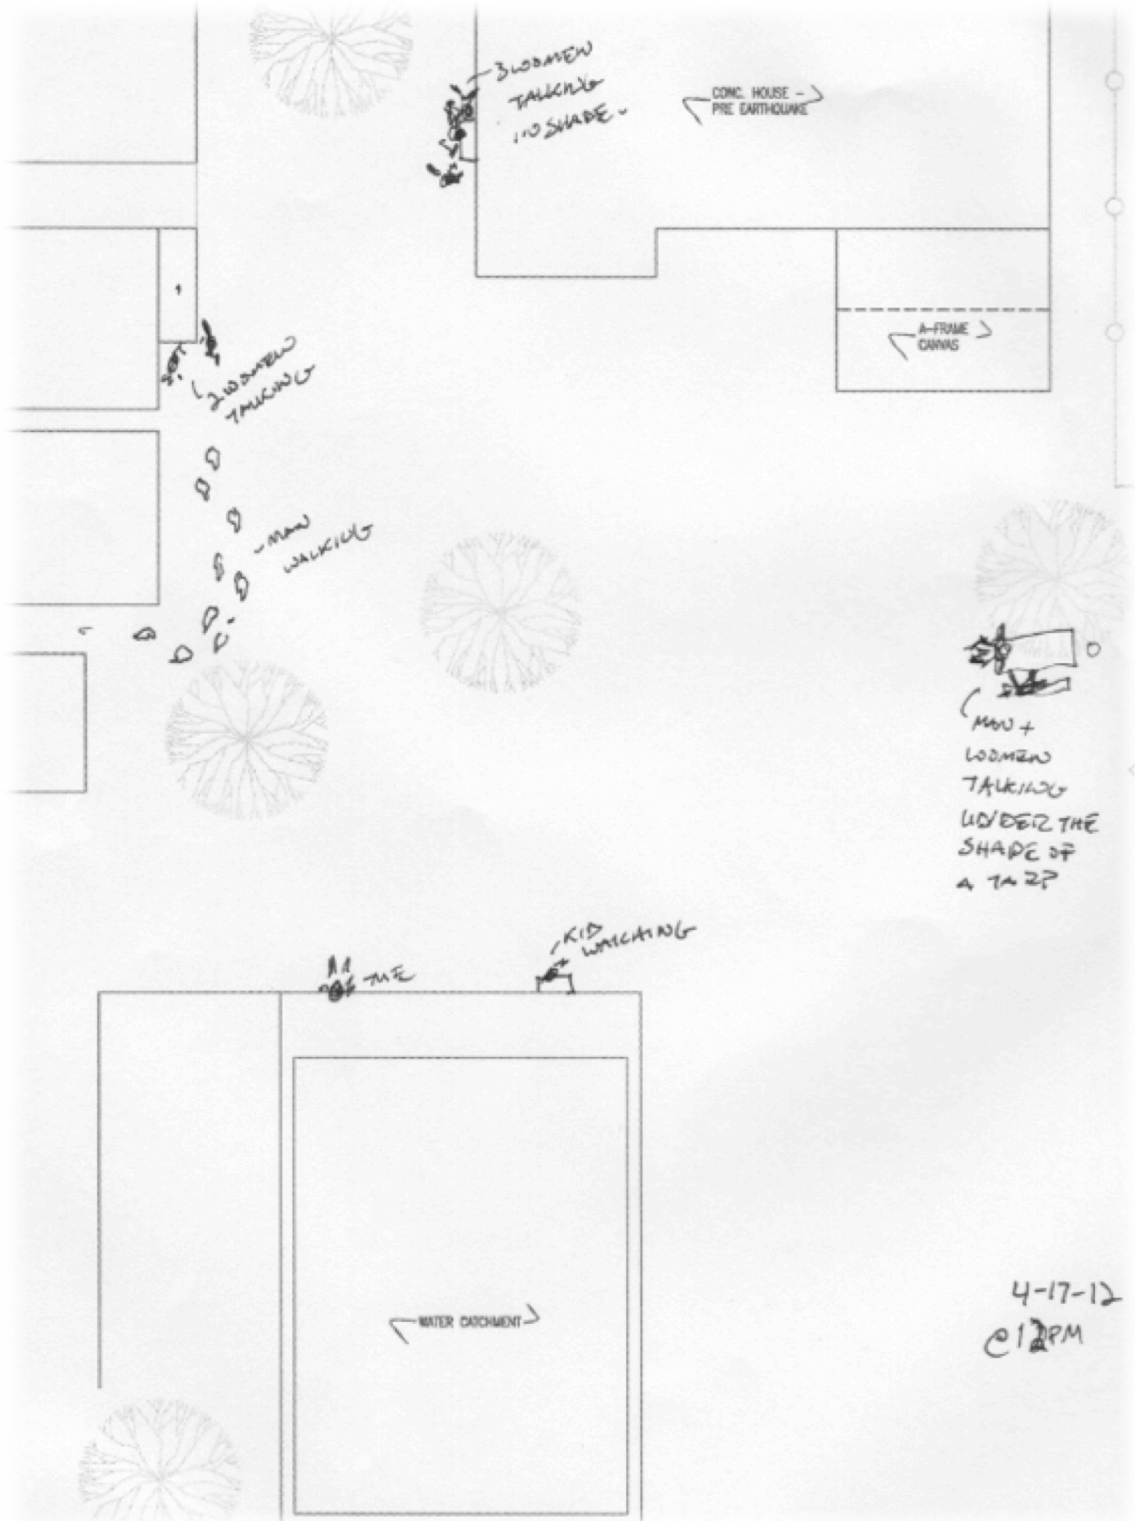 3 WOMEN
TALKING
IN SHADE
CONC. HOUSE -
PRE EARTHQUAKE
A-FRAME
CANVAS
2 WOMEN
TALKING
MAN
WALKING
MAN +
WOMEN
TALKING
UNDER THE
SHADE OF
A TARP
KID
WATCHING
ME
WATER CATCHMENT
4-17-12
@ 12PM